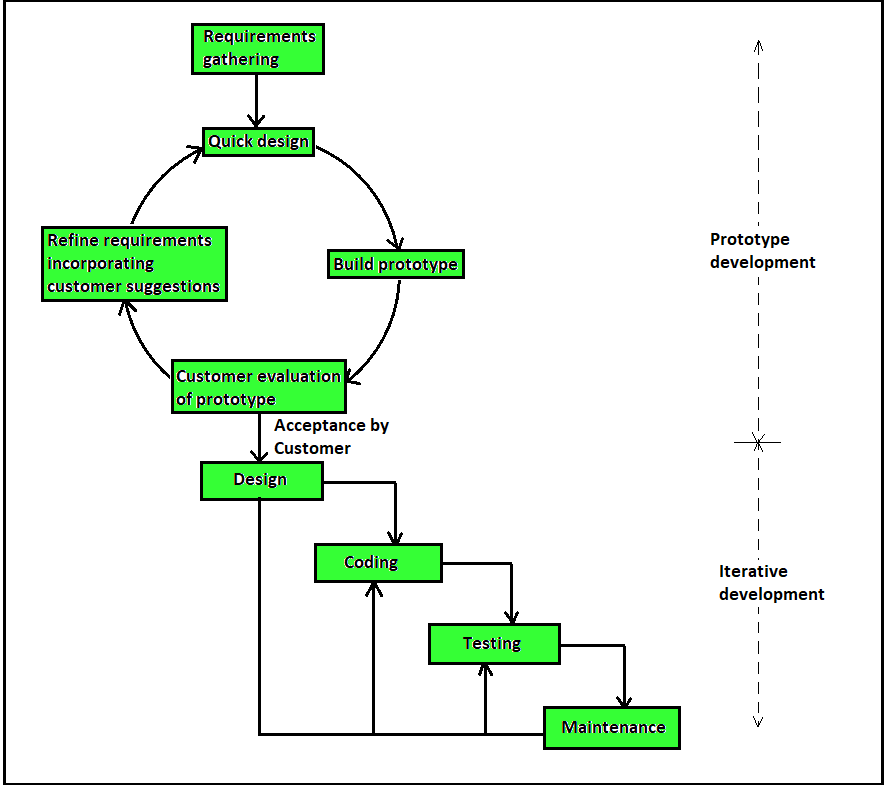 Requirements
gathering
Quick design
Build prototype
Refine requirements
incorporating
customer suggestions
Customer evaluation
of prototype
Acceptance by
Customer
Design
Coding
Testing
Maintenance
Prototype
development
Iterative
development